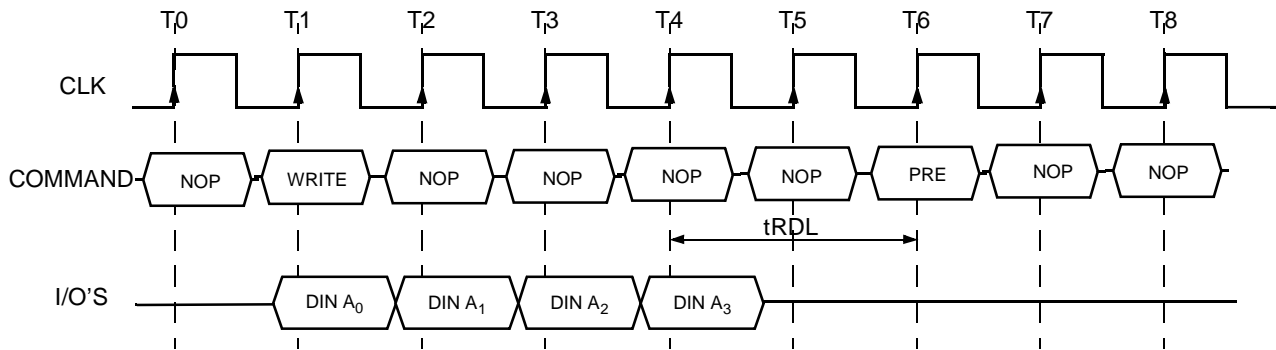 T0 T1 T2 T3 T4 T5 T6 T7 T8
CLK
COMMAND NOP WRITE NOP NOP NOP NOP PRE NOP NOP
tRDL
I/O'S DIN A0 DIN A1 DIN A2 DIN A3